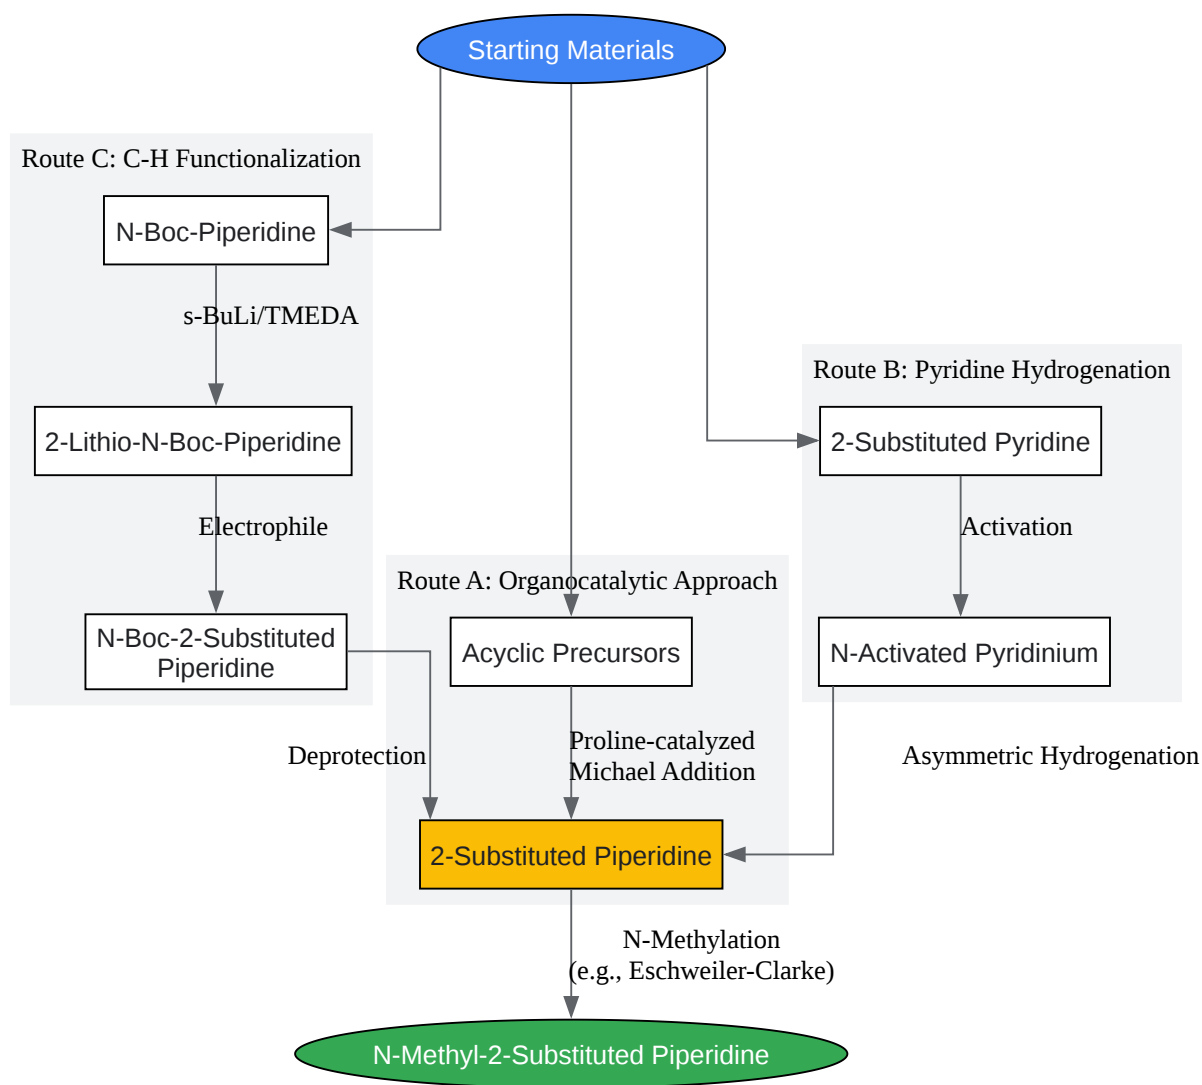 Starting Materials
Route C: C-H Functionalization
N-Boc-Piperidine
s-BuLi/TMEDA
Route B: Pyridine Hydrogenation
2-Lithio-N-Boc-Piperidine
2-Substituted Pyridine
Electrophile
Activation
Route A: Organocatalytic Approach
N-Boc-2-Substituted
Piperidine
Acyclic Precursors
N-Activated Pyridinium
Deprotection
Proline-catalyzed
Michael Addition
Asymmetric Hydrogenation
2-Substituted Piperidine
N-Methylation
(e.g., Eschweiler-Clarke)
N-Methyl-2-Substituted Piperidine